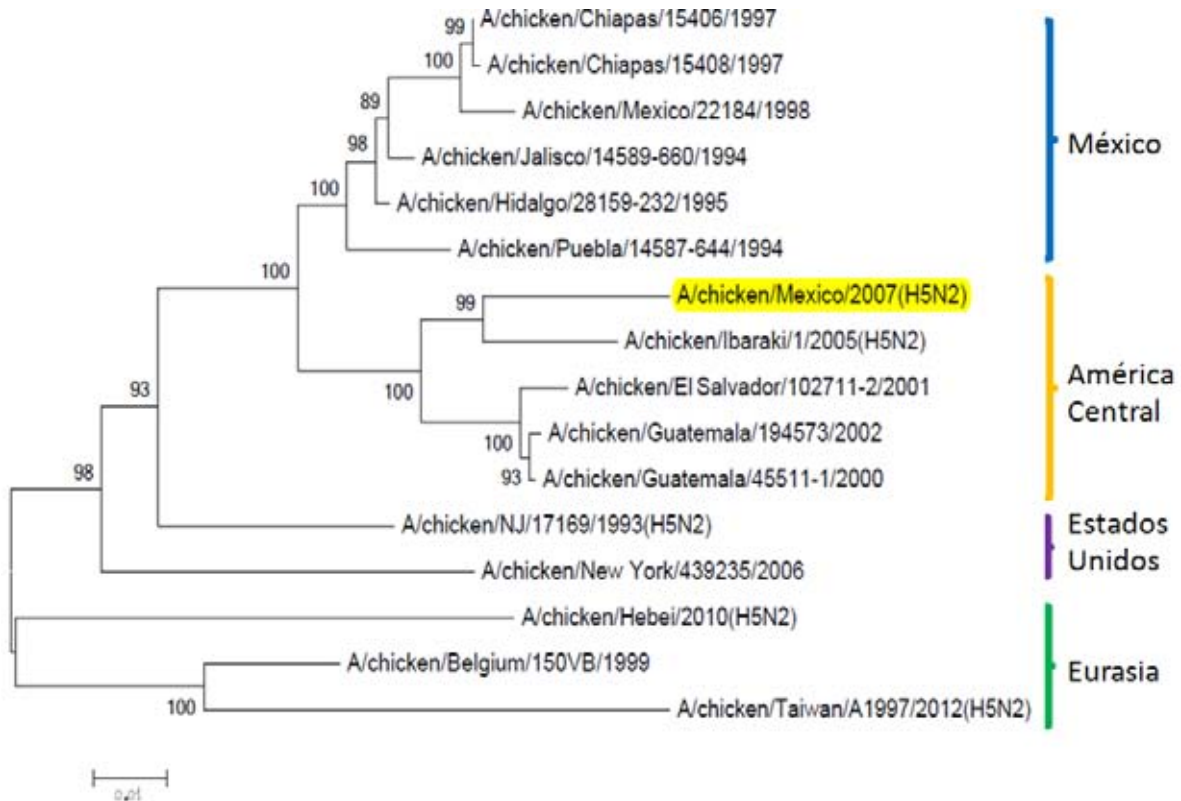 A/chicken/Chiapas/15406/1997
99
A/chicken/Chiapas/15408/1997
100
A/chicken/Mexico/22184/1998
89
A/chicken/Jalisco/14589-660/1994
98
A/chicken/Hidalgo/28159-232/1995
100
A/chicken/Puebla/14587-644/1994
México
100
A/chicken/Mexico/2007(H5N2)
99
A/chicken/Ibaraki/1/2005(H5N2)
100
A/chicken/El Salvador/102711-2/2001
A/chicken/Guatemala/194573/2002
100
93
A/chicken/Guatemala/45511-1/2000
América
Central
93
A/chicken/NJ/17169/1993(H5N2)
98
A/chicken/New York/439235/2006
Estados
Unidos
A/chicken/Hebei/2010(H5N2)
A/chicken/Belgium/150VB/1999
100
A/chicken/Taiwan/A1997/2012(H5N2)
Eurasia
0.01